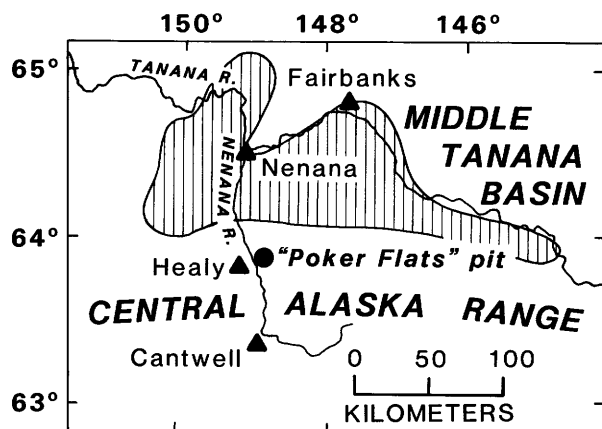 150° 148° 146°
65°
TANANA R.
Fairbanks
MIDDLE
TANANA
BASIN
NENANA R.
Nenana
64°
"Poker Flats" pit
Healy
CENTRAL ALASKA RANGE
Cantwell
0 50 100
KILOMETERS
63°